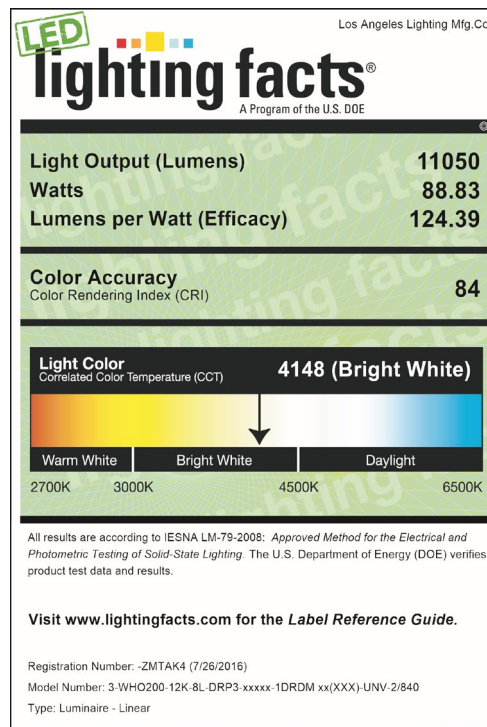 Los Angeles Lighting Mfg.Co
LED
lighting facts®
A Program of the U.S. DOE
Light Output (Lumens) 11050
Watts 88.83
Lumens per Watt (Efficacy) 124.39
Color Accuracy
Color Rendering Index (CRI) 84
Light Color
Correlated Color Temperature (CCT) 4148 (Bright White)
Warm White Bright White Daylight
2700K 3000K 4500K 6500K
All results are according to IESNA LM-79-2008: Approved Method for the Electrical and
Photometric Testing of Solid-State Lighting. The U.S. Department of Energy (DOE) verifies
product test data and results.
Visit www.lightingfacts.com for the Label Reference Guide.
Registration Number: -ZMTAK4 (7/26/2016)
Model Number: 3-WHO200-12K-8L-DRP3-xxxxx-1DRDM xx(XXX)-UNV-2/840
Type: Luminaire - Linear